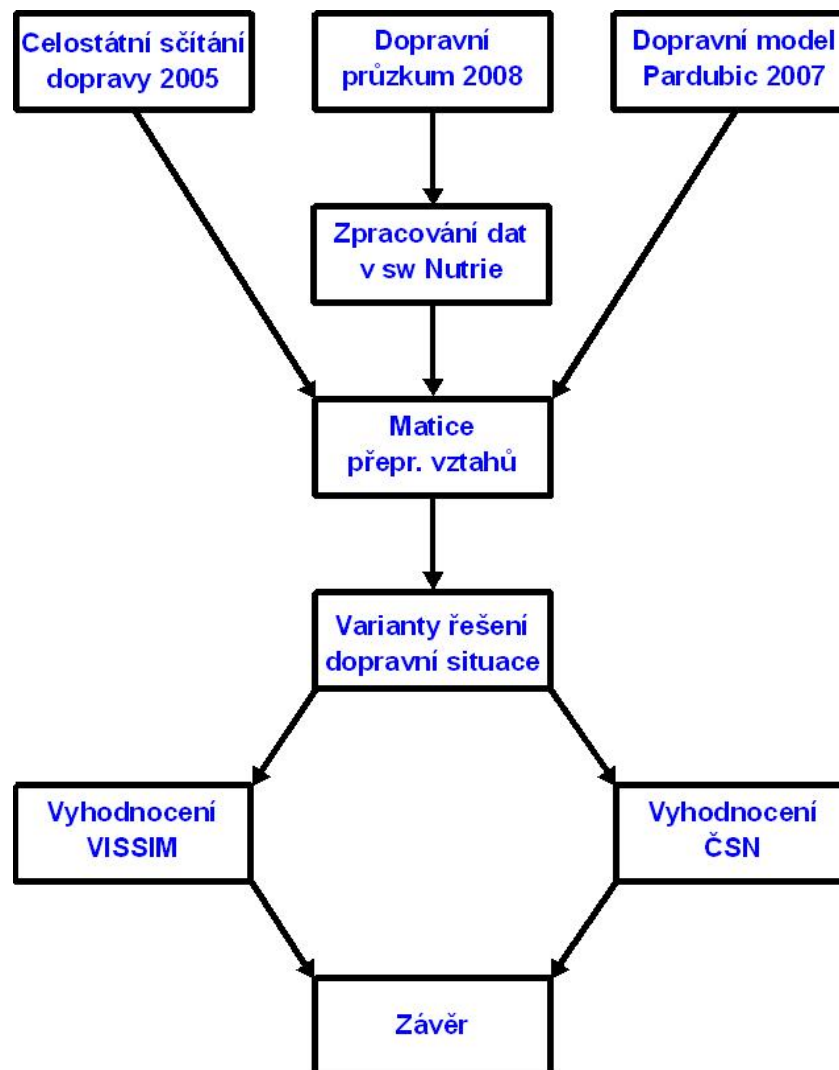 Celostátní sčítání
dopravy 2005
Dopravní
průzkum 2008
Dopravní model
Pardubic 2007
Zpracování dat
v sw Nutrie
Matice
přepr. vztahů
Varianty řešení
dopravní situace
Vyhodnocení
VISSIM
Vyhodnocení
ČSN
Závěr